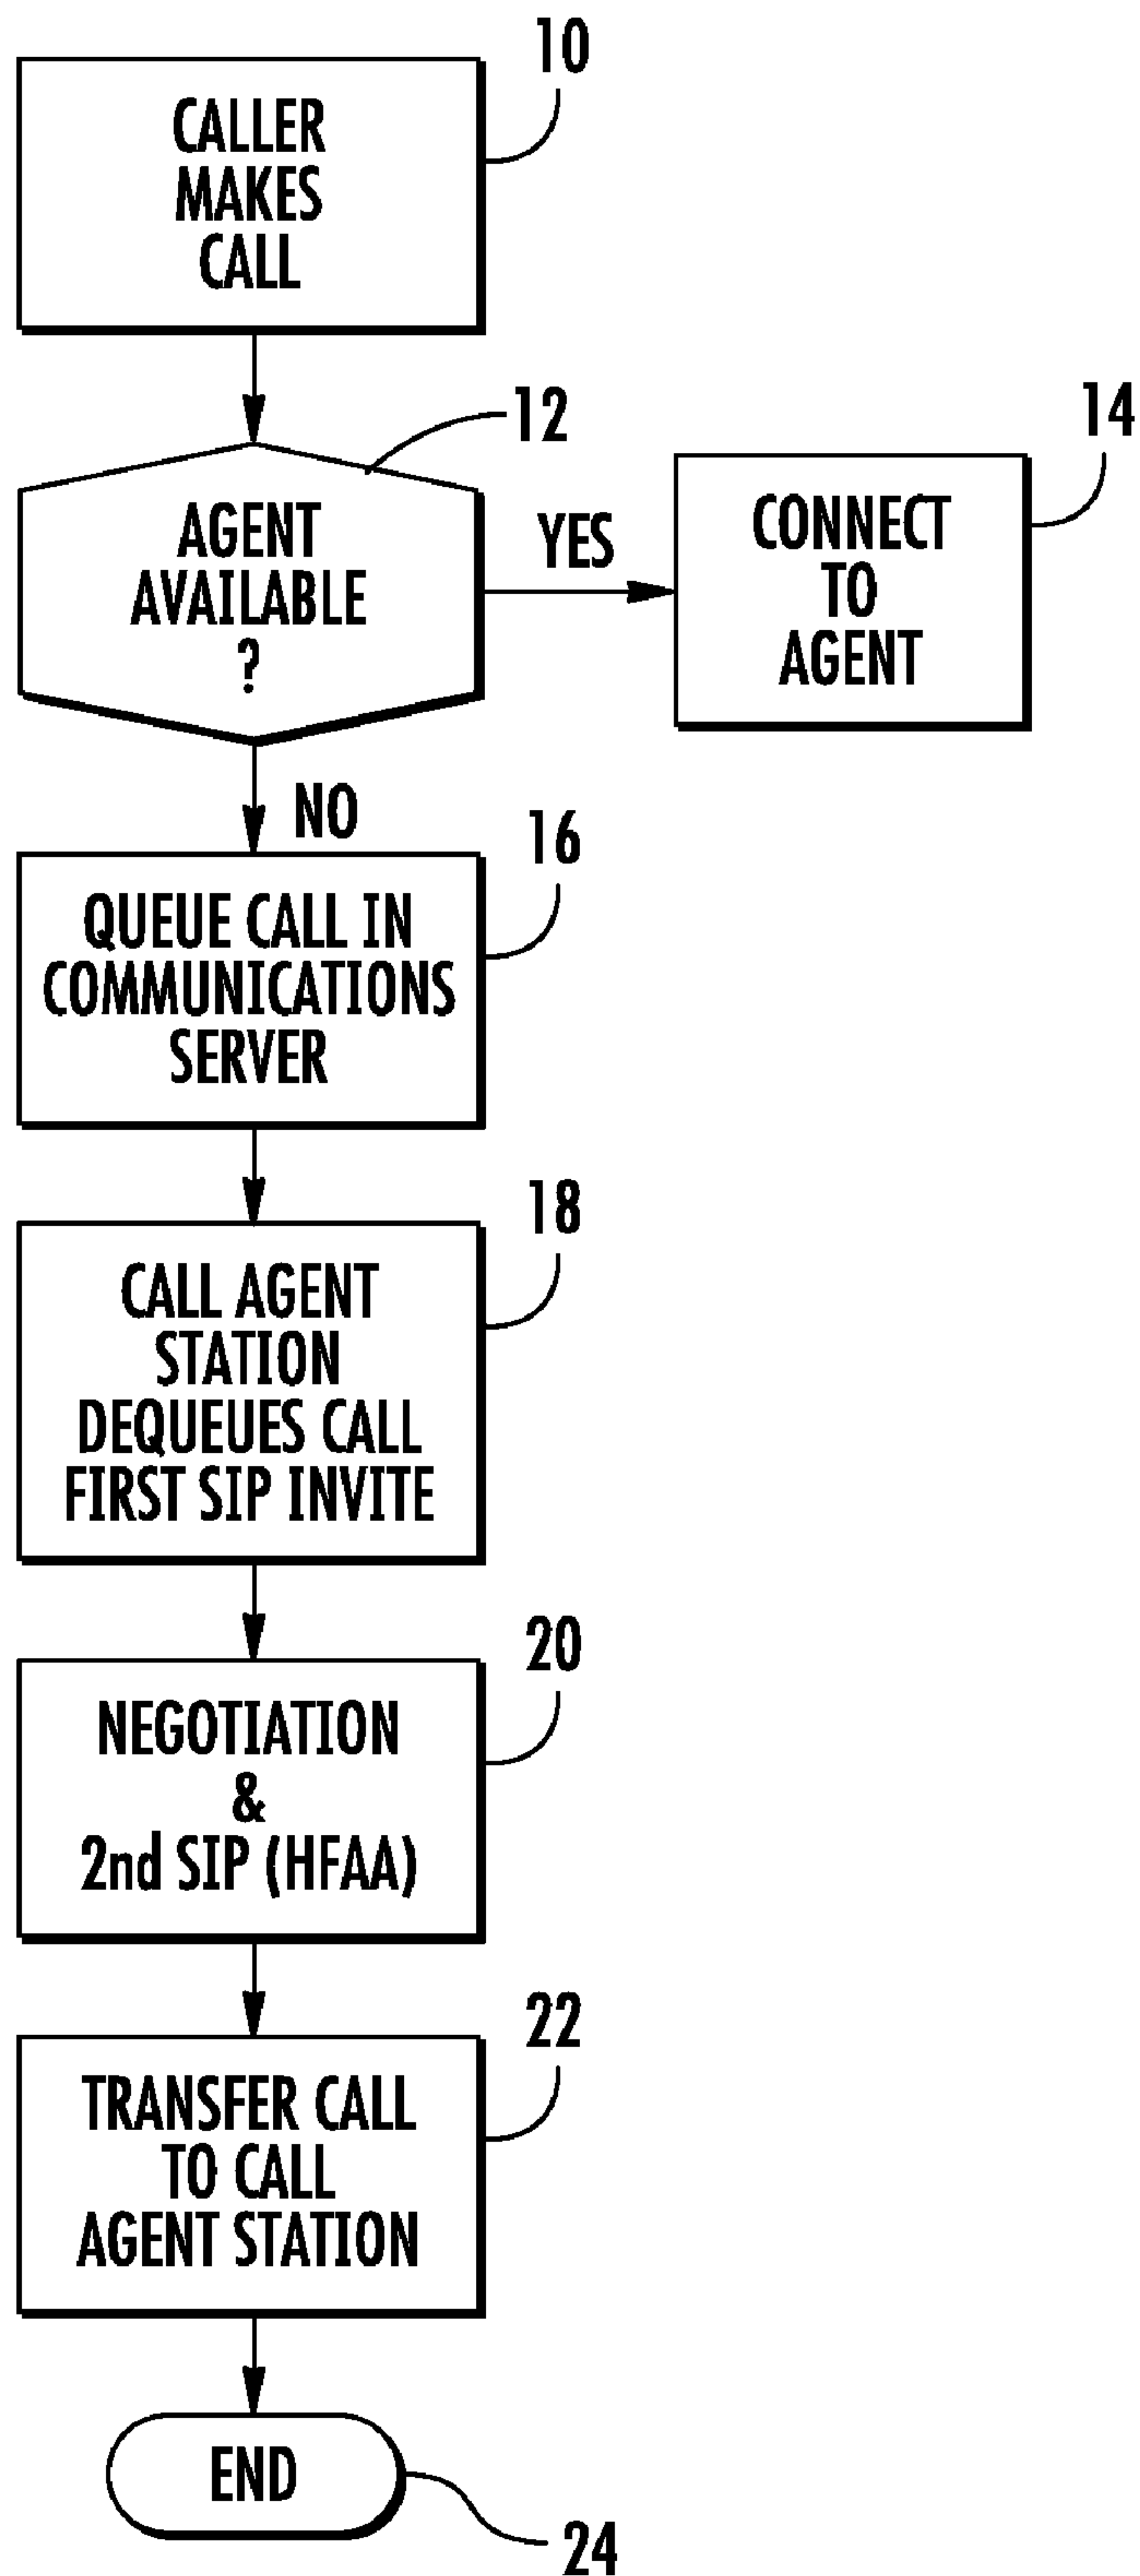 10
CALLER
MAKES
CALL
12
14
AGENT
AVAILABLE
?
YES
CONNECT
TO
AGENT
NO
16
QUEUE CALL IN
COMMUNICATIONS
SERVER
18
CALL AGENT
STATION
DEQUEUES CALL
FIRST SIP INVITE
20
NEGOTIATION
&
2nd SIP (HFAA)
22
TRANSFER CALL
TO CALL
AGENT STATION
END
24